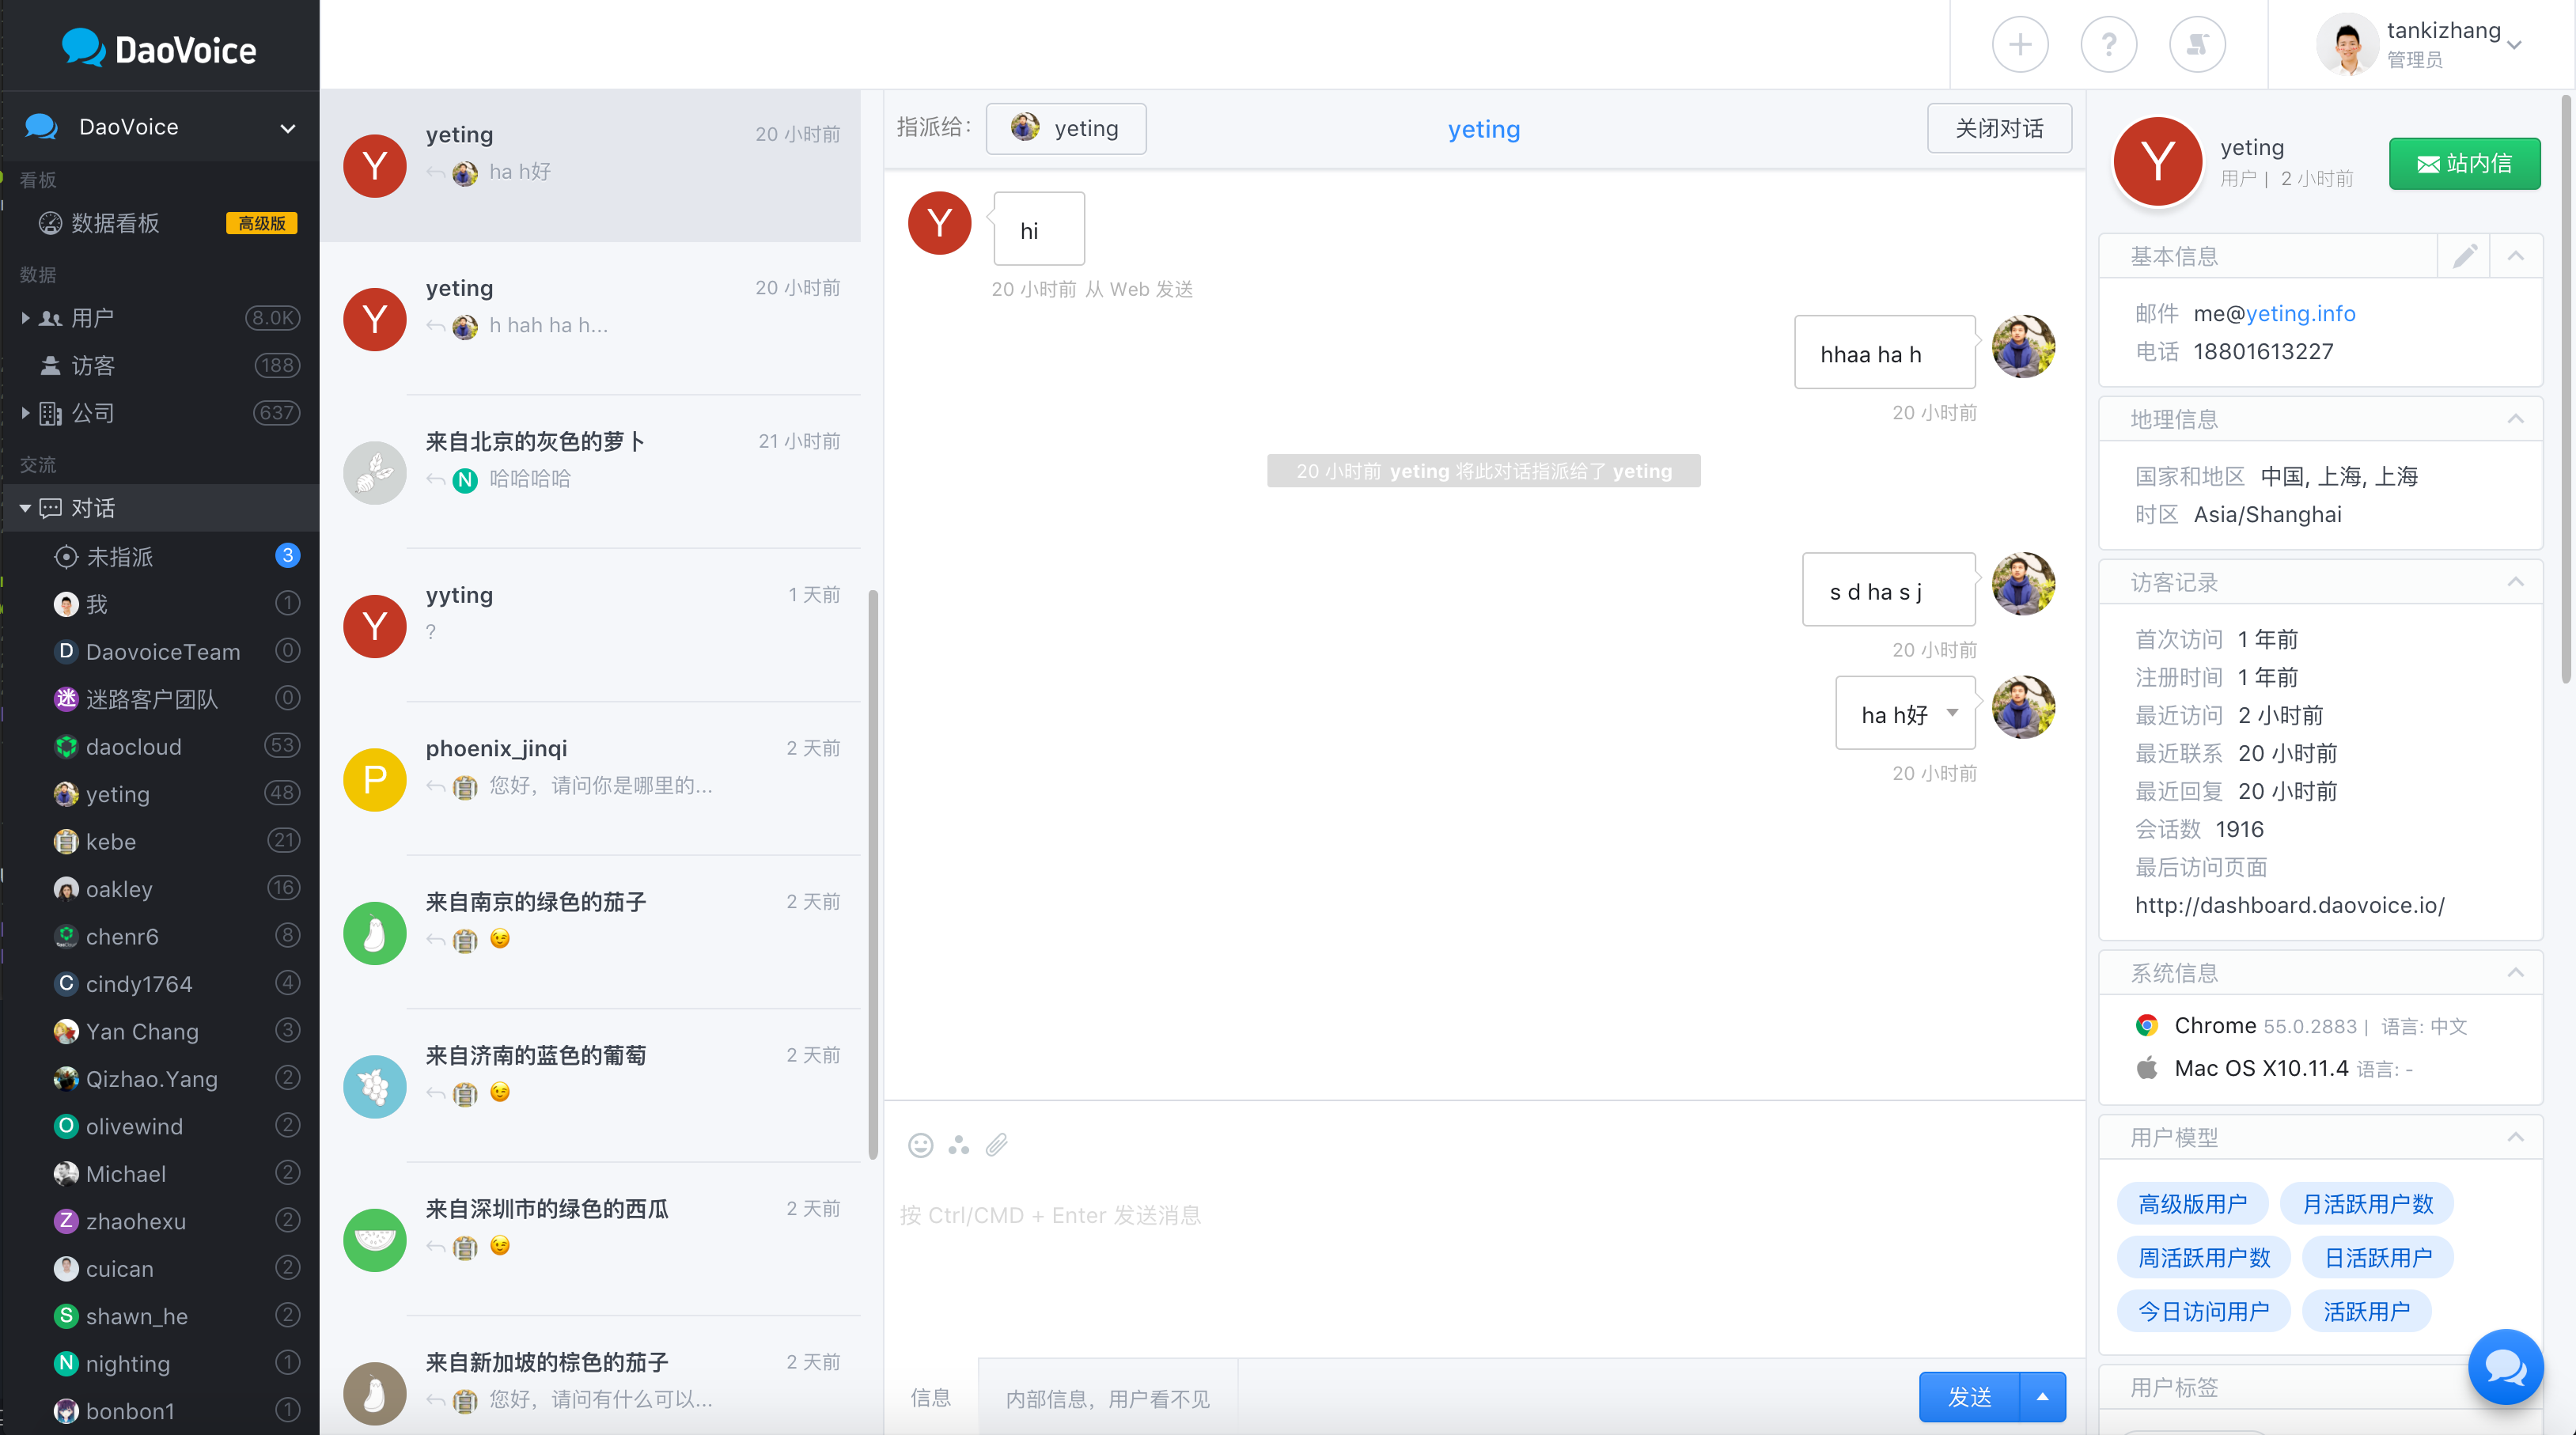 DaoVoice
tankizhang
管理员
DaoVoice
看板
数据看板 高级版
数据
用户 8.0K
访客 188
公司 637
交流
对话
未指派 3
我 1
D DaovoiceTeam 0
迷 迷路客户团队 0
daocloud 53
yeting 48
kebe 21
oakley 16
chenr6 8
C cindy1764 4
Yan Chang 3
Qizhao.Yang 2
O olivewind 2
Michael 2
Z zhaohexu 2
cuican 2
S shawn_he 2
N nighting 1
bonbon1 1
Y yeting 20 小时前
ha h好
Y yeting 20 小时前
h hah ha h...
来自北京的灰色的萝卜 21 小时前
N 哈哈哈哈
Y yyting 1 天前
?
P phoenix_jinqi 2 天前
您好，请问你是哪里的...
来自南京的绿色的茄子 2 天前
来自济南的蓝色的葡萄 2 天前
来自深圳市的绿色的西瓜 2 天前
来自新加坡的棕色的茄子 2 天前
您好，请问有什么可以...
指派给: yeting
yeting
关闭对话
Y hi
20 小时前 从 Web 发送
hhaa ha h
20 小时前
20 小时前 yeting 将此对话指派给了 yeting
s d ha s j
20 小时前
ha h好
20 小时前
按 Ctrl/CMD + Enter 发送消息
信息 内部信息，用户看不见 发送
Y yeting
用户 | 2 小时前
站内信
基本信息
邮件 me@yeting.info
电话 18801613227
地理信息
国家和地区 中国, 上海, 上海
时区 Asia/Shanghai
访客记录
首次访问 1 年前
注册时间 1 年前
最近访问 2 小时前
最近联系 20 小时前
最近回复 20 小时前
会话数 1916
最后访问页面
http://dashboard.daovoice.io/
系统信息
Chrome 55.0.2883 | 语言: 中文
Mac OS X10.11.4 语言: -
用户模型
高级版用户 月活跃用户数
周活跃用户数 日活跃用户
今日访问用户 活跃用户
用户标签